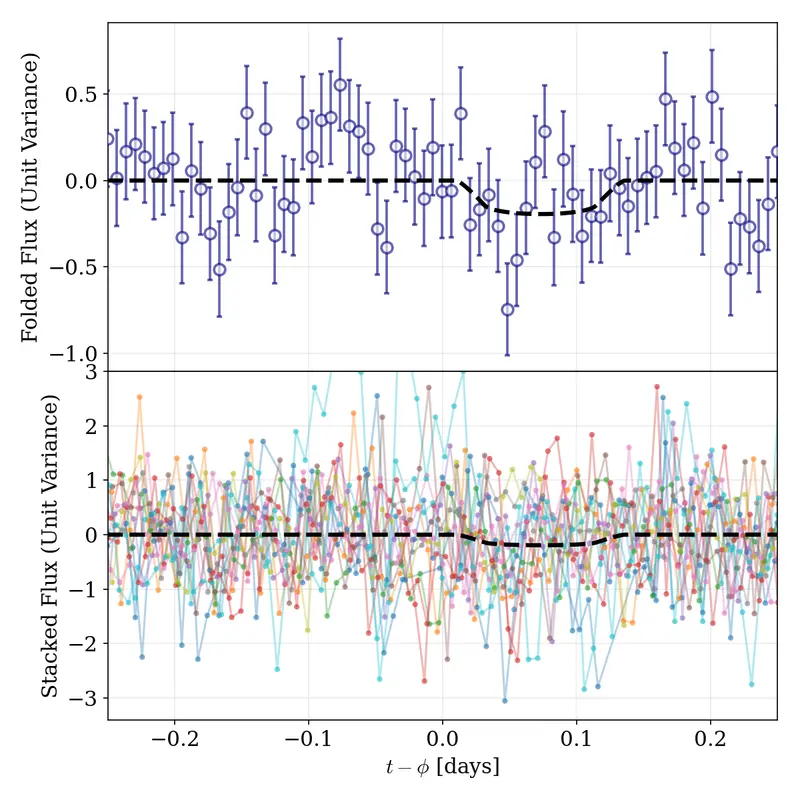 Folded Flux (Unit Variance)
0.5
0.0
−0.5
−1.0
Stacked Flux (Unit Variance)
3
2
1
0
−1
−2
−3
−0.2 −0.1 0.0 0.1 0.2
t − ϕ [days]